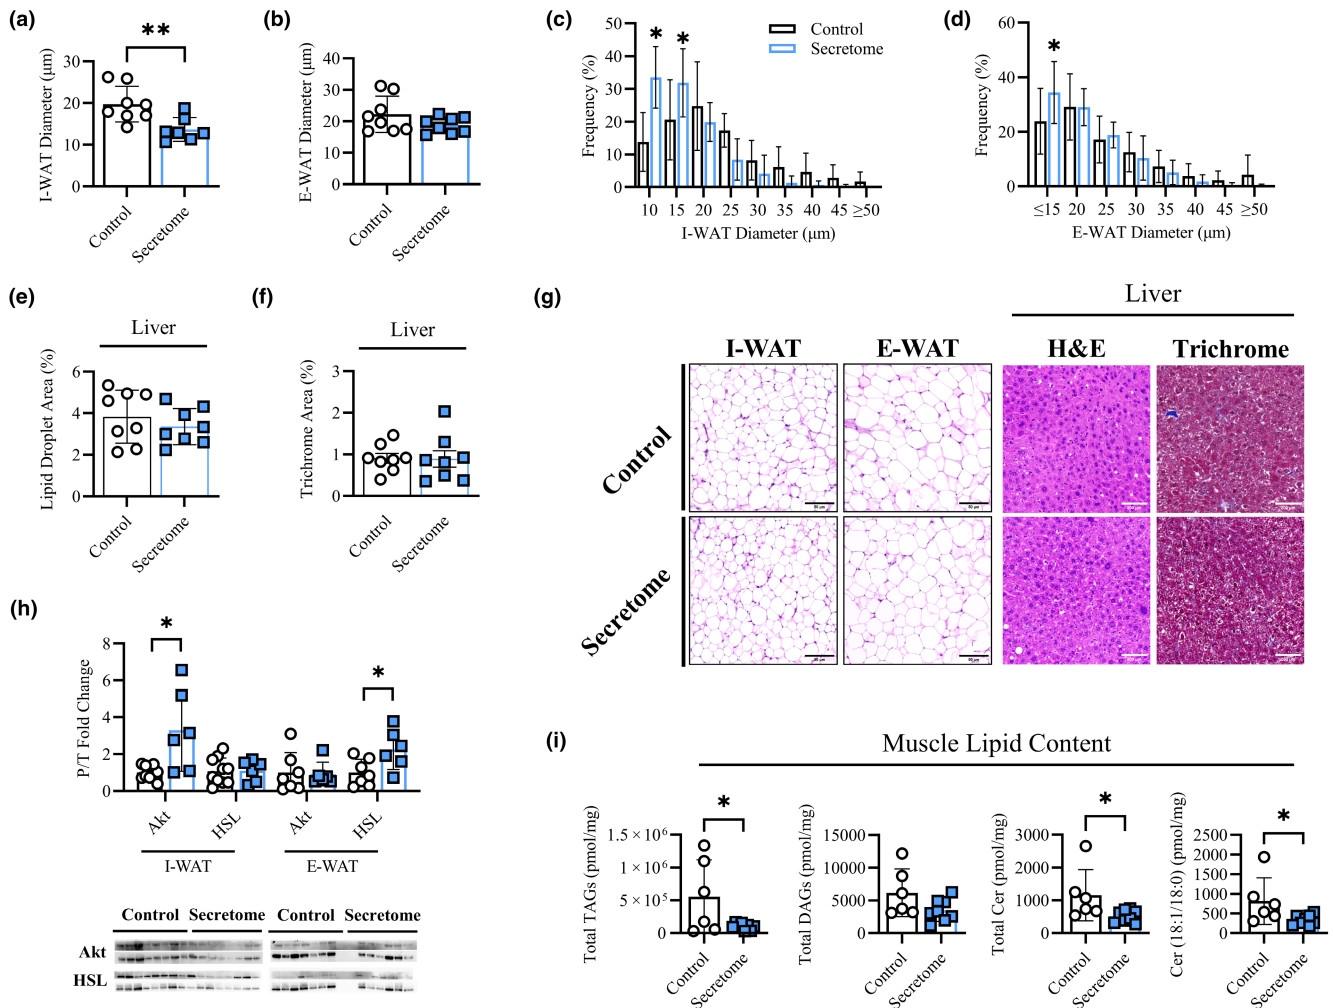 (a)
**
I-WAT Diameter (μm)
30
20
10
0
Control
Secretome
(b)
E-WAT Diameter (μm)
40
30
20
10
0
Control
Secretome
(c)
Frequency (%)
50
40
30
20
10
0
* *
Control
Secretome
10 15 20 25 30 35 40 45 ≥50
I-WAT Diameter (μm)
(d)
Frequency (%)
60
40
20
0
*
≤15 20 25 30 35 40 45 ≥50
E-WAT Diameter (μm)
(e)
Liver
Lipid Droplet Area (%)
6
4
2
0
Control
Secretome
(f)
Liver
Trichrome Area (%)
3
2
1
0
Control
Secretome
(g)
Liver
I-WAT E-WAT H&E Trichrome
Control
Secretome
50 μm
50 μm
50 μm
50 μm
(h)
P/T Fold Change
8
6
4
2
0
*
*
Akt HSL Akt HSL
I-WAT E-WAT
Control Secretome Control Secretome
Akt
HSL
(i)
Muscle Lipid Content
Total TAGs (pmol/mg)
1.5 × 10⁶
1 × 10⁶
5 × 10⁵
0
*
Control
Secretome
Total DAGs (pmol/mg)
15000
10000
5000
0
Control
Secretome
Total Cer (pmol/mg)
3000
2000
1000
0
*
Control
Secretome
Cer (18:1/18:0) (pmol/mg)
2500
2000
1500
1000
500
0
*
Control
Secretome